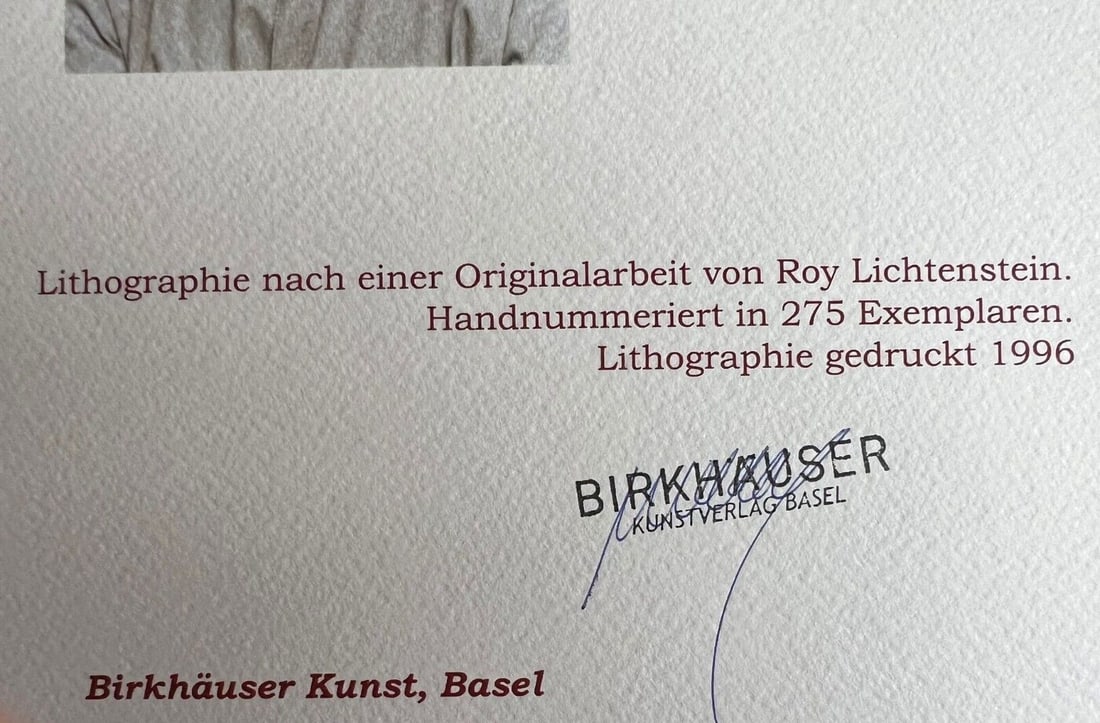 Lithographie nach einer Originalarbeit von Roy Lichtenstein.
Handnummeriert in 275 Exemplaren.
Lithographie gedruckt 1996
BIRKHÄUSER
KUNSTVERLAG BASEL
Birkhäuser Kunst, Basel